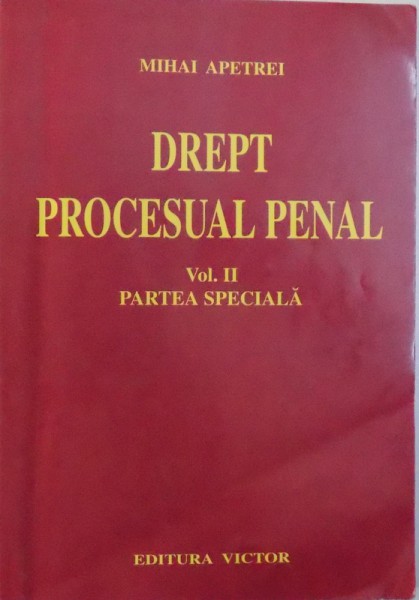 MIHAI APETREI
DREPT
PROCESUAL PENAL
Vol. II
PARTEA SPECIALĂ
EDITURA VICTOR